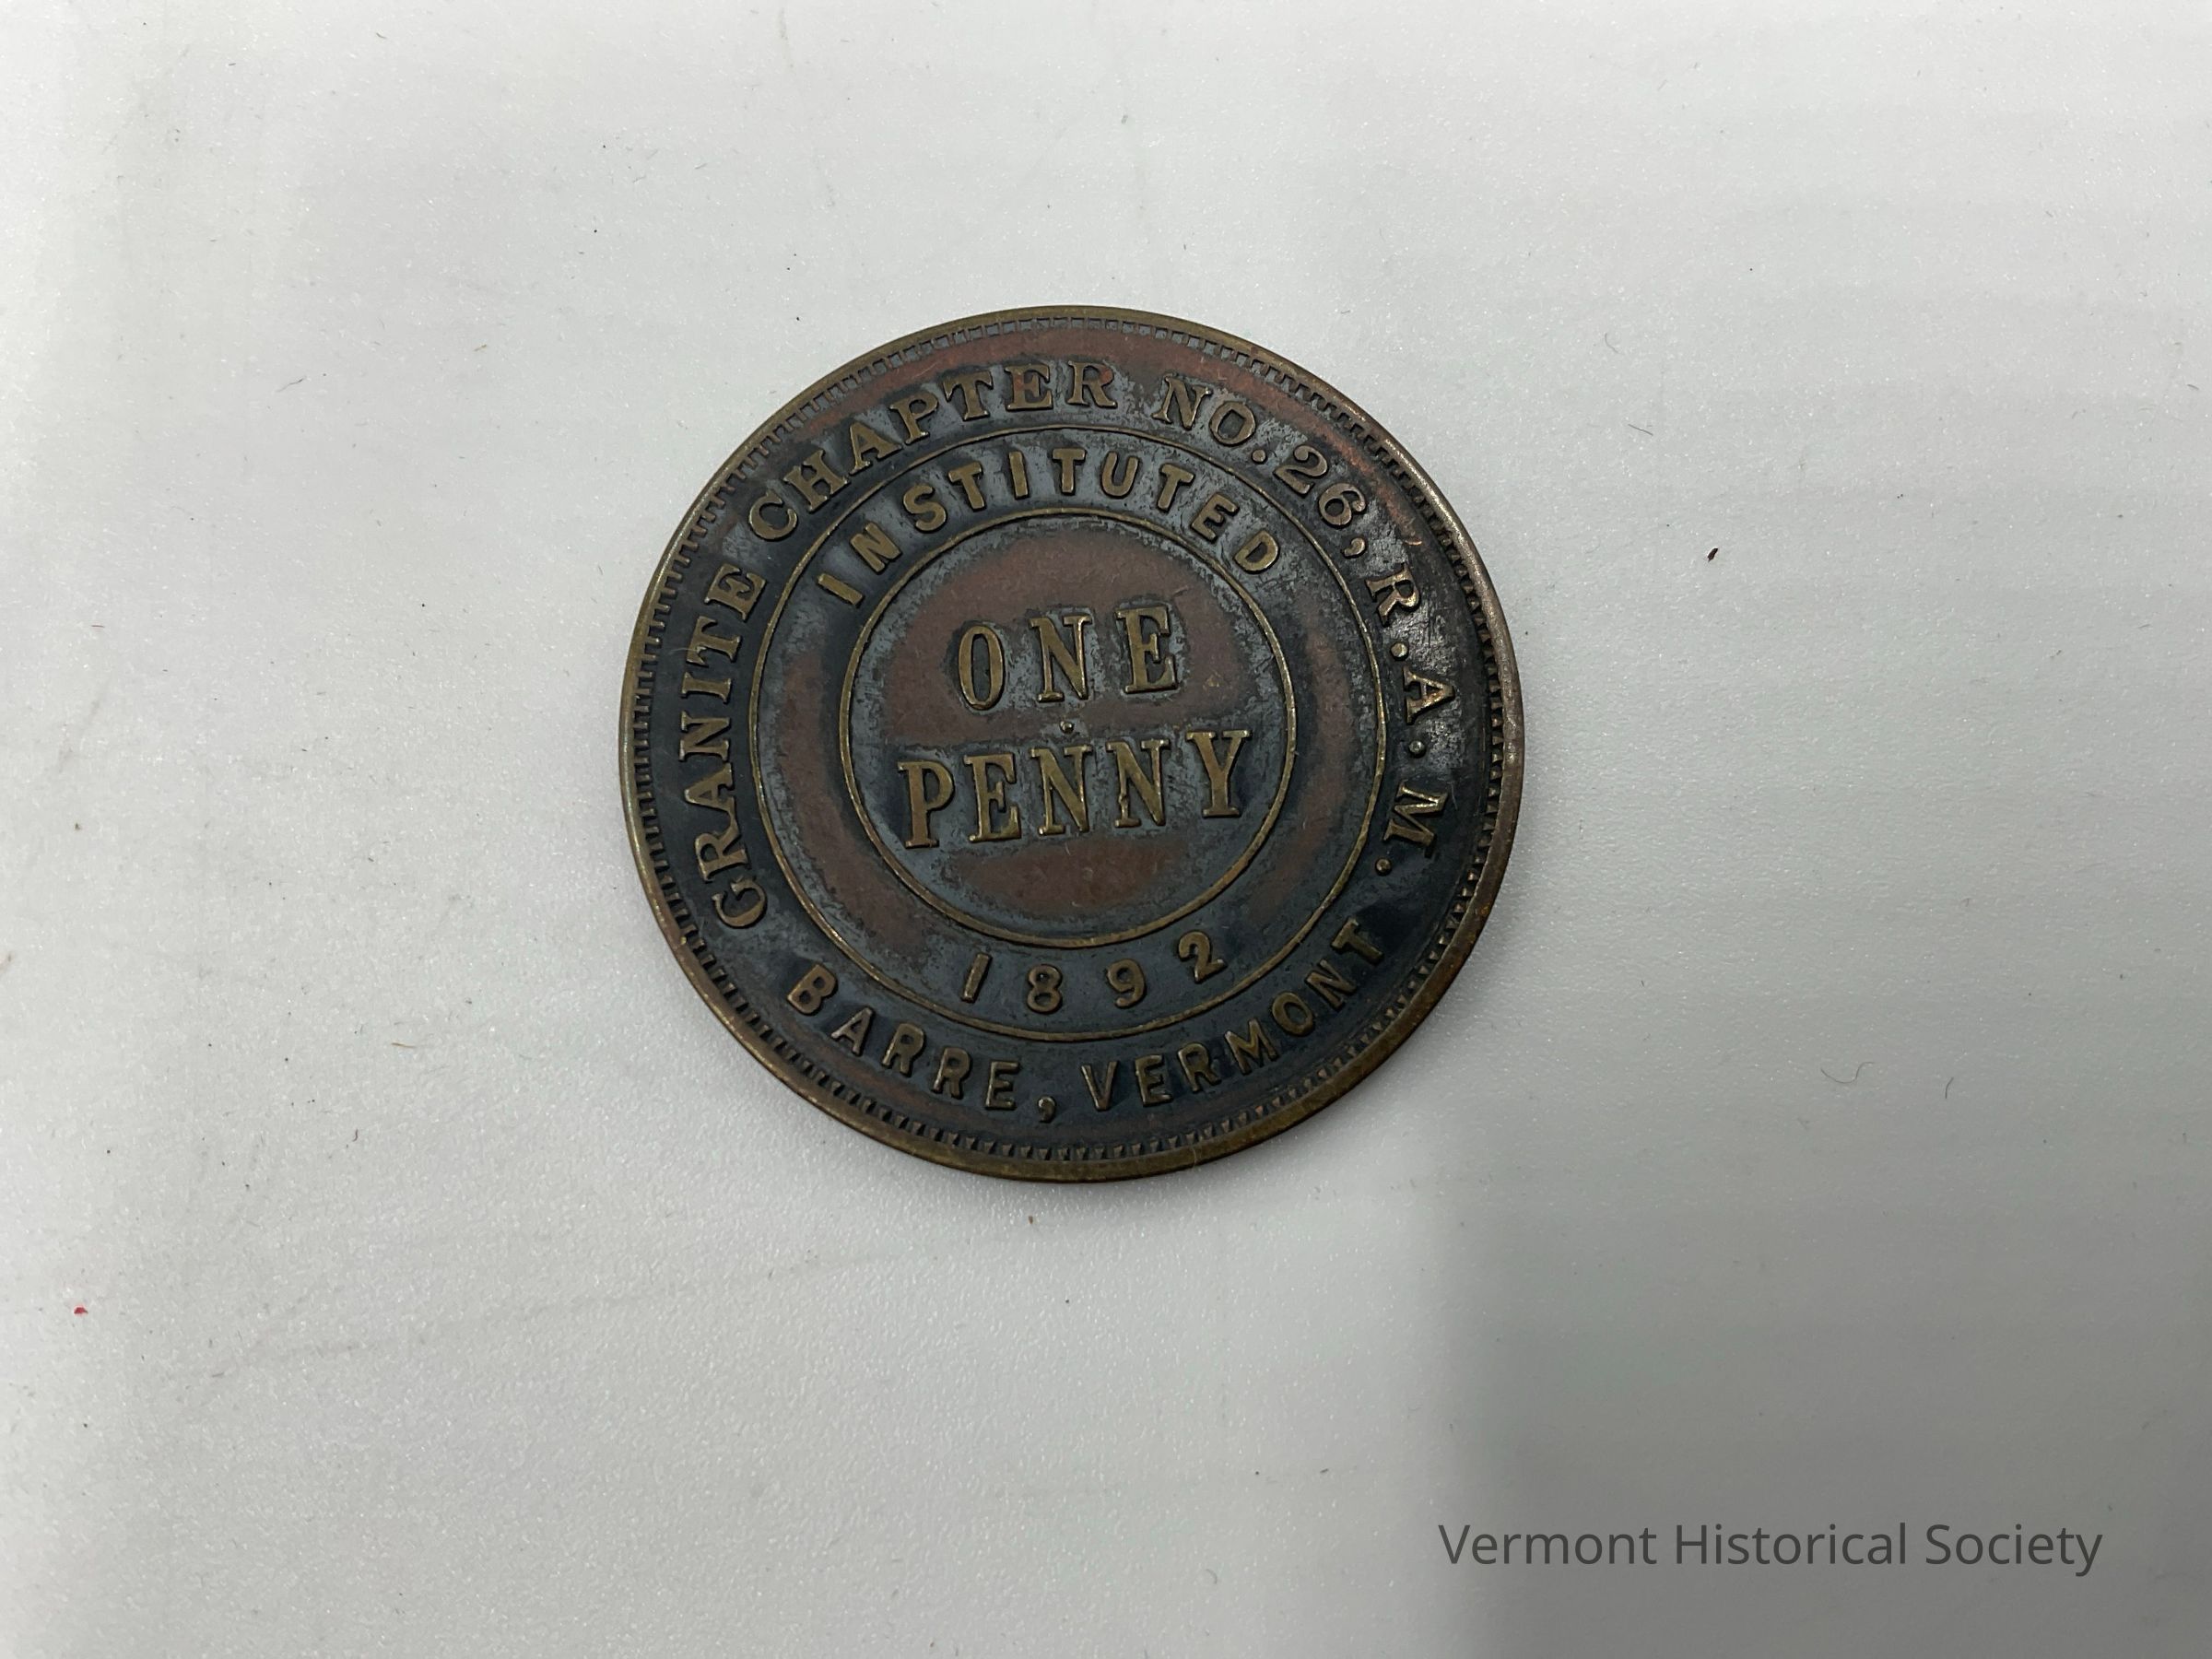 GRANITE CHAPTER NO. 26, R.A.M.
BARRE, VERMONT
INSTITUTED
1892
ONE
PENNY
Vermont Historical Society